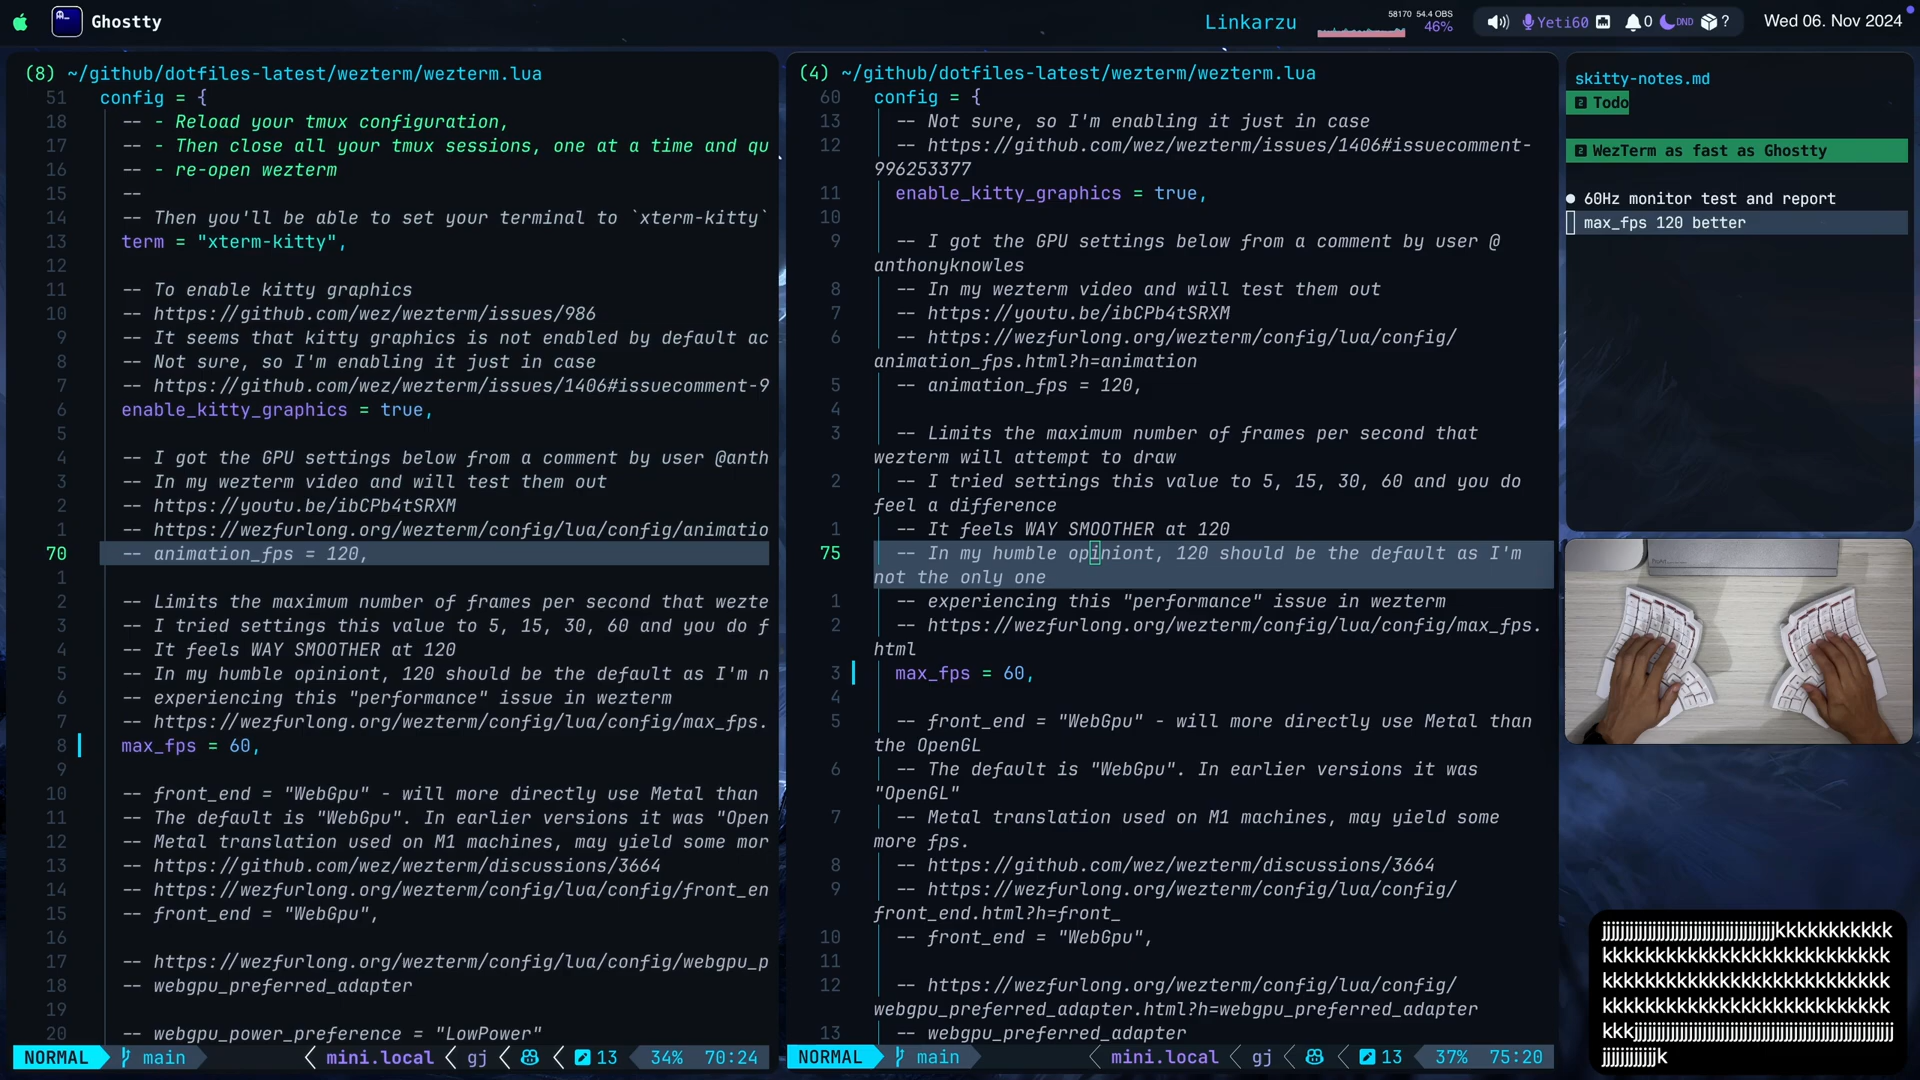 Ghostty
Linkarzu
58170 54.4 OBS
46%
Yeti60
0
DND
?
Wed 06. Nov 2024
(8) ~/github/dotfiles-latest/wezterm/wezterm.lua
51 config = {
18 -- - Reload your tmux configuration,
17 -- - Then close all your tmux sessions, one at a time and qu
16 -- - re-open wezterm
15 --
14 -- Then you'll be able to set your terminal to `xterm-kitty`
13 term = "xterm-kitty",
12
11 -- To enable kitty graphics
10 -- https://github.com/wez/wezterm/issues/986
9 -- It seems that kitty graphics is not enabled by default ac
8 -- Not sure, so I'm enabling it just in case
7 -- https://github.com/wez/wezterm/issues/1406#issuecomment-9
6 enable_kitty_graphics = true,
5
4 -- I got the GPU settings below from a comment by user @anth
3 -- In my wezterm video and will test them out
2 -- https://youtu.be/ibCPb4tSRXM
1 -- https://wezfurlong.org/wezterm/config/lua/config/animatio
70 -- animation_fps = 120,
1
2 -- Limits the maximum number of frames per second that wezte
3 -- I tried settings this value to 5, 15, 30, 60 and you do f
4 -- It feels WAY SMOOTHER at 120
5 -- In my humble opiniont, 120 should be the default as I'm n
6 -- experiencing this "performance" issue in wezterm
7 -- https://wezfurlong.org/wezterm/config/lua/config/max_fps.
8 max_fps = 60,
9
10 -- front_end = "WebGpu" - will more directly use Metal than
11 -- The default is "WebGpu". In earlier versions it was "Open
12 -- Metal translation used on M1 machines, may yield some mor
13 -- https://github.com/wez/wezterm/discussions/3664
14 -- https://wezfurlong.org/wezterm/config/lua/config/front_en
15 -- front_end = "WebGpu",
16
17 -- https://wezfurlong.org/wezterm/config/lua/config/webgpu_p
18 -- webgpu_preferred_adapter
19
20 -- webgpu_power_preference = "LowPower"
NORMAL main mini.local gj 13 34% 70:24
(4) ~/github/dotfiles-latest/wezterm/wezterm.lua
60 config = {
13 -- Not sure, so I'm enabling it just in case
12 -- https://github.com/wez/wezterm/issues/1406#issuecomment-
996253377
11 enable_kitty_graphics = true,
10
9 -- I got the GPU settings below from a comment by user @
anthonyknowles
8 -- In my wezterm video and will test them out
7 -- https://youtu.be/ibCPb4tSRXM
6 -- https://wezfurlong.org/wezterm/config/lua/config/
animation_fps.html?h=animation
5 -- animation_fps = 120,
4
3 -- Limits the maximum number of frames per second that
wezterm will attempt to draw
2 -- I tried settings this value to 5, 15, 30, 60 and you do
feel a difference
1 -- It feels WAY SMOOTHER at 120
75 -- In my humble opiniont, 120 should be the default as I'm
not the only one
1 -- experiencing this "performance" issue in wezterm
2 -- https://wezfurlong.org/wezterm/config/lua/config/max_fps.
html
3 max_fps = 60,
4
5 -- front_end = "WebGpu" - will more directly use Metal than
the OpenGL
6 -- The default is "WebGpu". In earlier versions it was
"OpenGL"
7 -- Metal translation used on M1 machines, may yield some
more fps.
8 -- https://github.com/wez/wezterm/discussions/3664
9 -- https://wezfurlong.org/wezterm/config/lua/config/
front_end.html?h=front_
10 -- front_end = "WebGpu",
11
12 -- https://wezfurlong.org/wezterm/config/lua/config/
webgpu_preferred_adapter.html?h=webgpu_preferred_adapter
13 -- webgpu_preferred_adapter
NORMAL main mini.local gj 13 37% 75:20
skitty-notes.md
2 Todo
2 WezTerm as fast as Ghostty
60Hz monitor test and report
max_fps 120 better